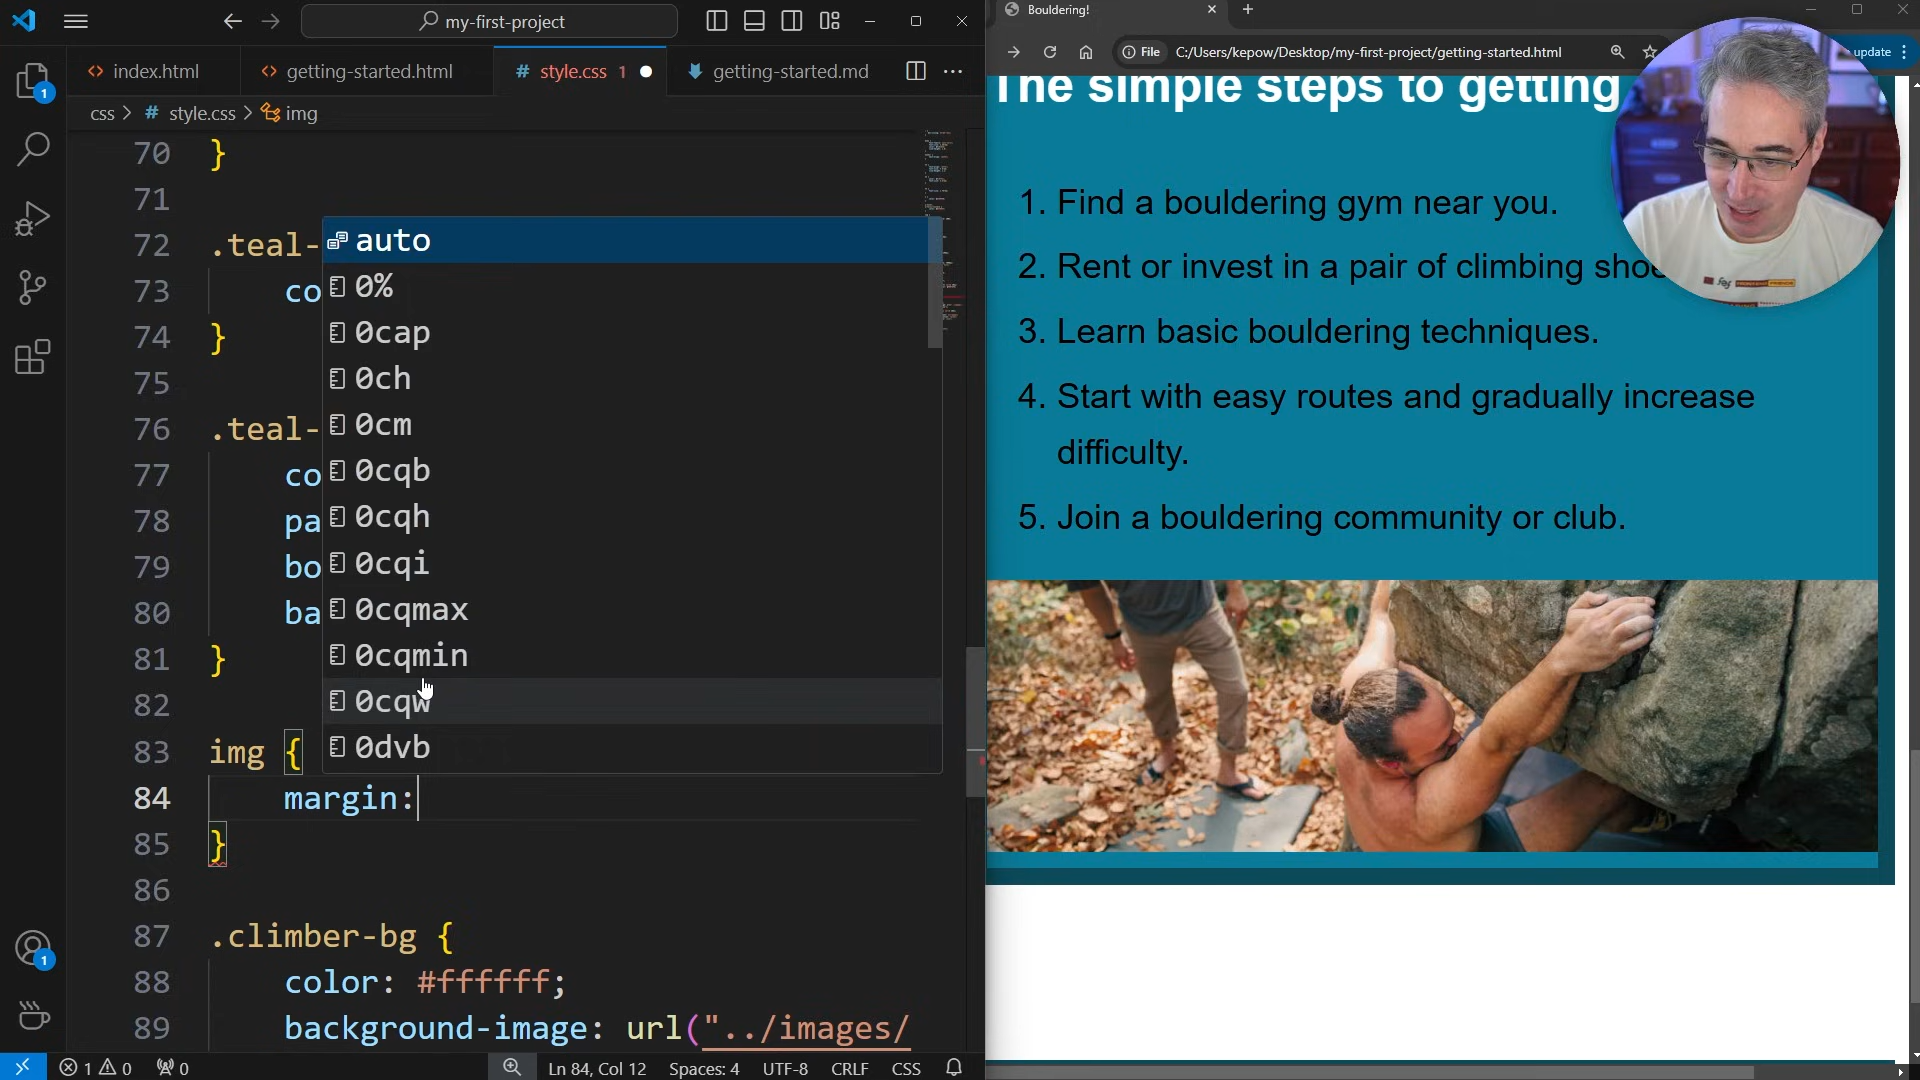 my-first-project
index.html
getting-started.html
# style.css 1
getting-started.md
css > # style.css > img
70 }
71
72 .teal-
73 co
74 }
75
76 .teal-
77 co
78 pa
79 bo
80 ba
81 }
82
83 img {
84 margin:
85 }
86
87 .climber-bg {
88 color: #ffffff;
89 background-image: url("../images/
auto
0%
0cap
0ch
0cm
0cqb
0cqh
0cqi
0cqmax
0cqmin
0cqw
0dvb
1
1
1 0
0
Ln 84, Col 12
Spaces: 4
UTF-8
CRLF
CSS
Bouldering!
File
C:/Users/kepow/Desktop/my-first-project/getting-started.html
update
The simple steps to getting
1. Find a bouldering gym near you.
2. Rent or invest in a pair of climbing
3. Learn basic bouldering techniques.
4. Start with easy routes and gradually increase
difficulty.
5. Join a bouldering community or club.